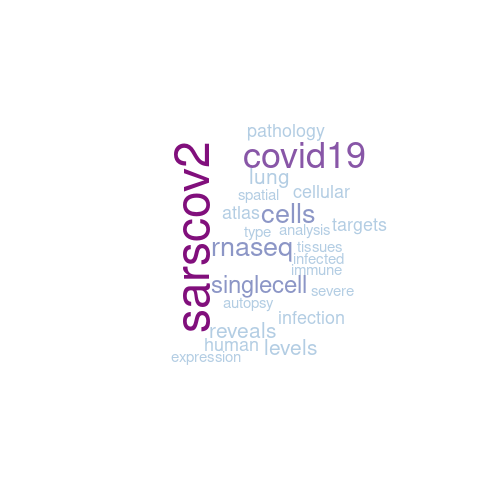 pathology
covid19
sarscov2
lung
cellular
spatial
atlas
cells
targets
type
analysis
rnaseq
tissues
infected
immune
singlecell
severe
autopsy
infection
reveals
human
levels
expression